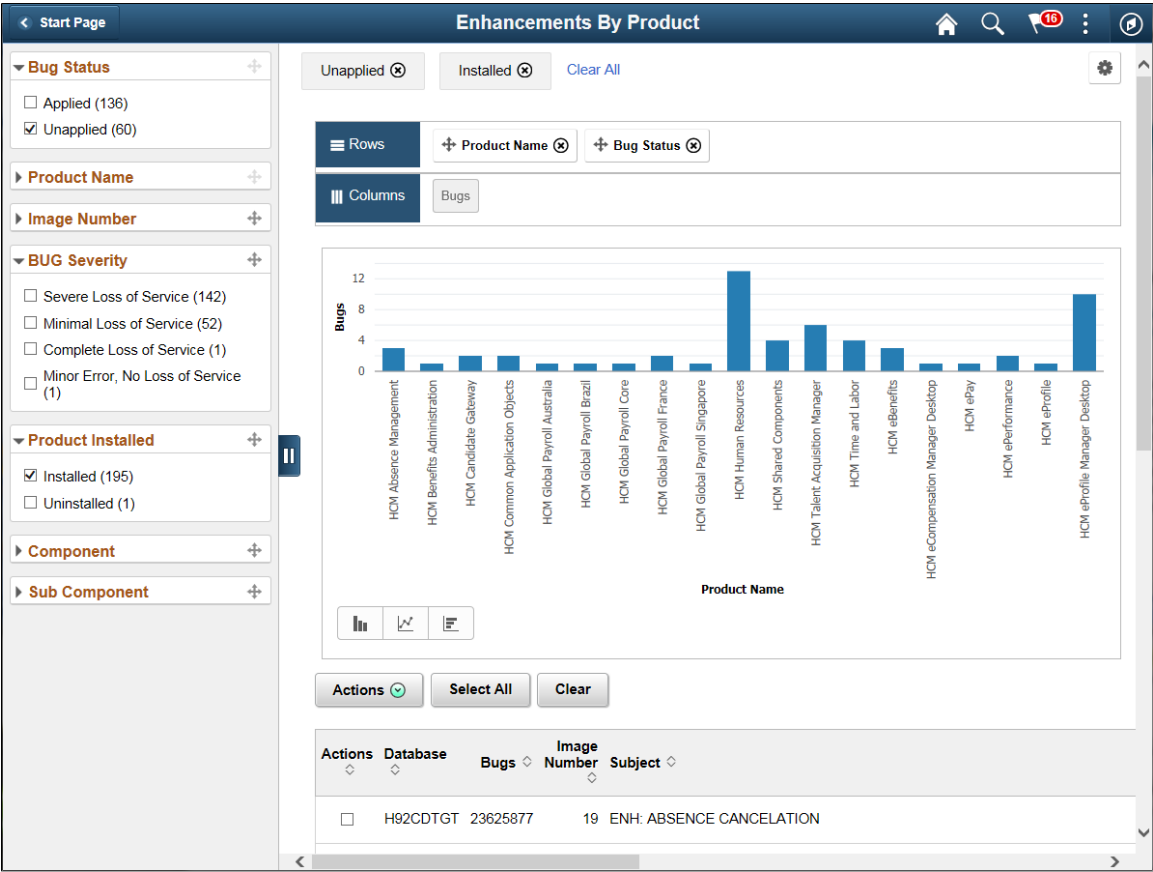 Start Page
Enhancements By Product
16
Bug Status
Applied (136)
Unapplied (60)
Product Name
Image Number
BUG Severity
Severe Loss of Service (142)
Minimal Loss of Service (52)
Complete Loss of Service (1)
Minor Error, No Loss of Service
(1)
Product Installed
Installed (195)
Uninstalled (1)
Component
Sub Component
Unapplied
Installed
Clear All
Rows
Product Name
Bug Status
Columns
Bugs
Bugs
12
8
4
0
HCM Absence Management
HCM Benefits Administration
HCM Candidate Gateway
HCM Common Application Objects
HCM Global Payroll Australia
HCM Global Payroll Brazil
HCM Global Payroll Core
HCM Global Payroll France
HCM Global Payroll Singapore
HCM Human Resources
HCM Shared Components
HCM Talent Acquisition Manager
HCM Time and Labor
HCM eBenefits
HCM eCompensation Manager Desktop
HCM ePay
HCM ePerformance
HCM eProfile
HCM eProfile Manager Desktop
Product Name
Actions
Select All
Clear
Actions Database Bugs Image Number Subject
H92CDTGT 23625877 19 ENH: ABSENCE CANCELATION